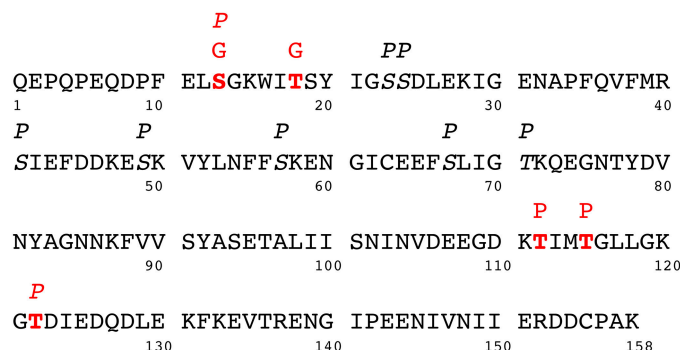 P
G G PP
QEPQPEQDPF ELSGKWITSY IGSSDLEKIG ENAPFQVFMR
1 10 20 30 40
P P P P P
SIEFDDKESK VYLNFFSKEN GICEEFSLIG TKQEGNTYDV
50 60 70 80
P P
NYAGNNKFVV SYASETALII SNINVDEEGD KTIMTGLLGK
90 100 110 120
P
GTDIEDQDLE KFKEVTRENG IPEENIVNII ERDDCPAK
130 140 150 158